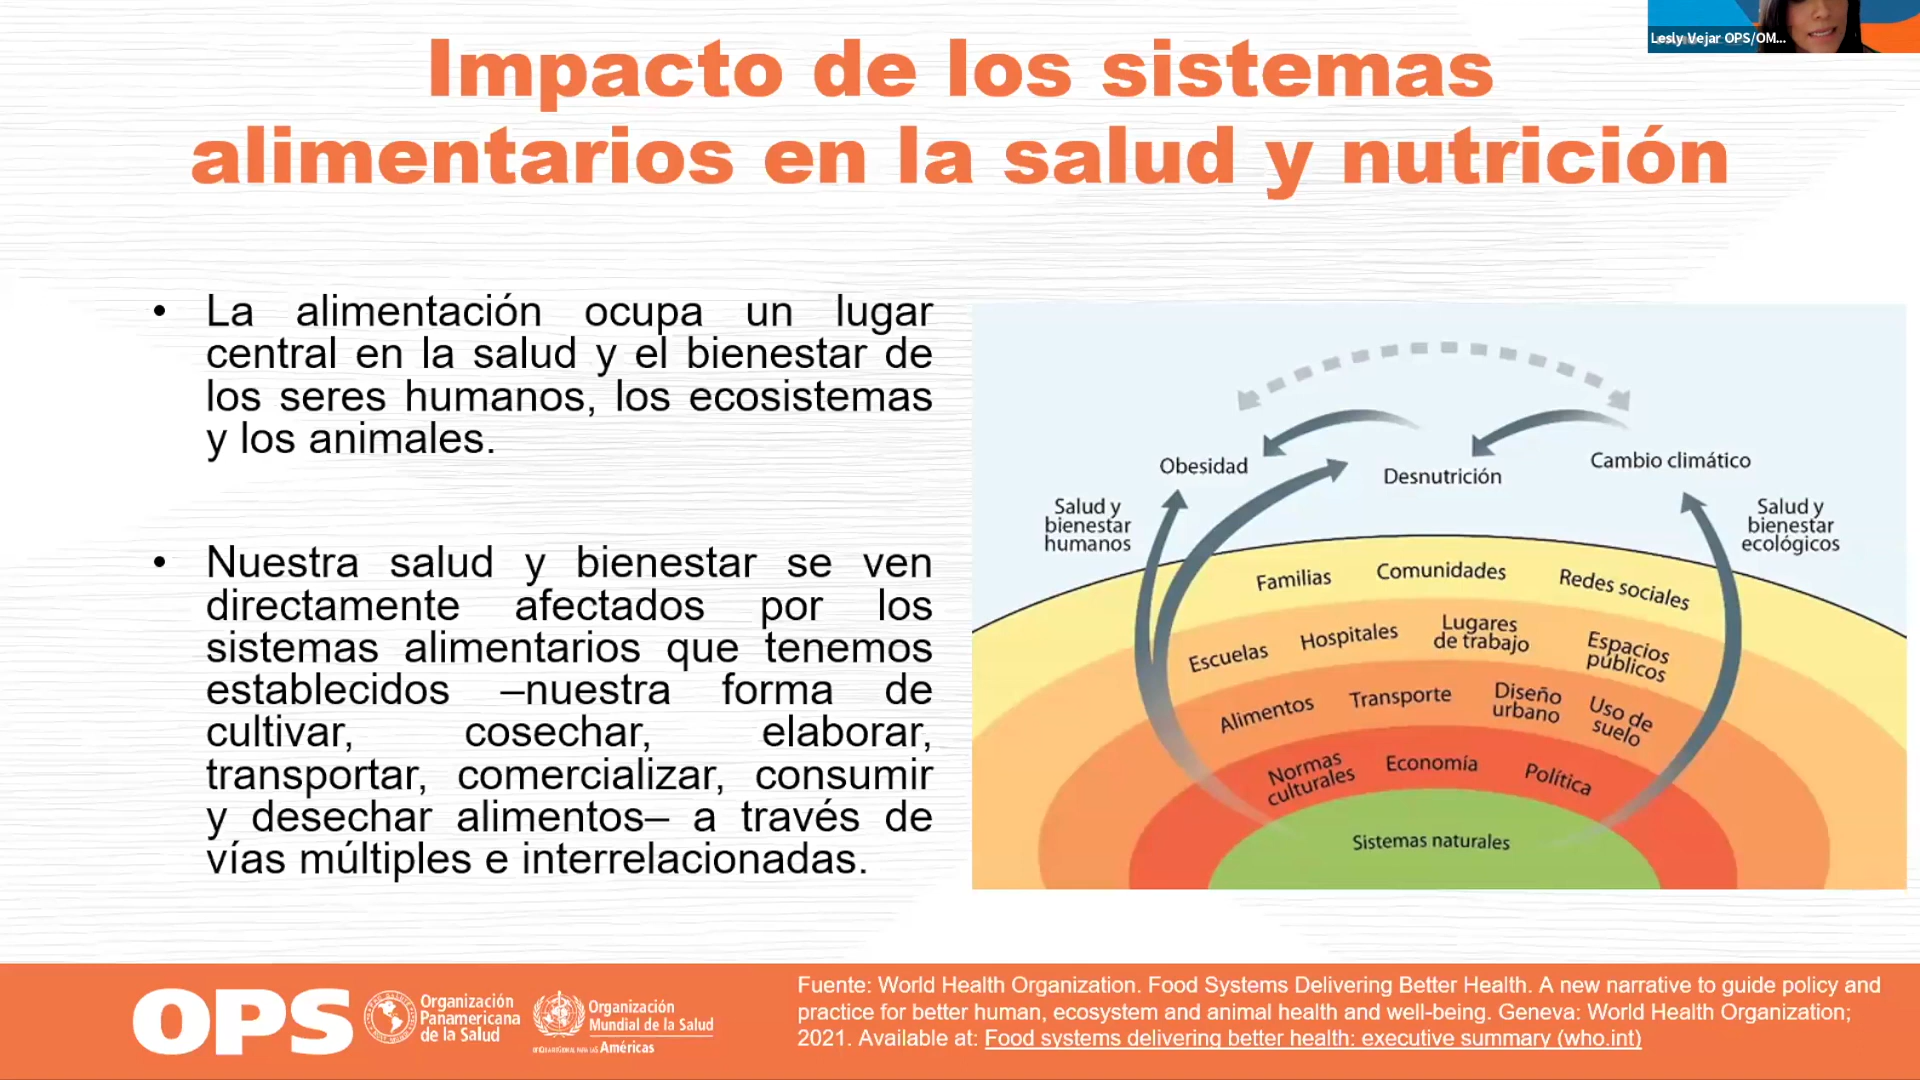 Lesly Vejar OPS/OM...
Impacto de los sistemas
alimentarios en la salud y nutrición
• La alimentación ocupa un lugar
central en la salud y el bienestar de
los seres humanos, los ecosistemas
y los animales.
• Nuestra salud y bienestar se ven
directamente afectados por los
sistemas alimentarios que tenemos
establecidos –nuestra forma de
cultivar, cosechar, elaborar,
transportar, comercializar, consumir
y desechar alimentos– a través de
vías múltiples e interrelacionadas.
Obesidad
Desnutrición
Cambio climático
Salud y
bienestar
humanos
Salud y
bienestar
ecológicos
Familias
Comunidades
Redes sociales
Escuelas
Hospitales
Lugares
de trabajo
Espacios
públicos
Alimentos
Transporte
Diseño
urbano
Uso de
suelo
Normas
culturales
Economía
Política
Sistemas naturales
OPS
Organización
Panamericana
de la Salud
Organización
Mundial de la Salud
Américas
Fuente: World Health Organization. Food Systems Delivering Better Health. A new narrative to guide policy and
practice for better human, ecosystem and animal health and well-being. Geneva: World Health Organization;
2021. Available at: Food systems delivering better health: executive summary (who.int)